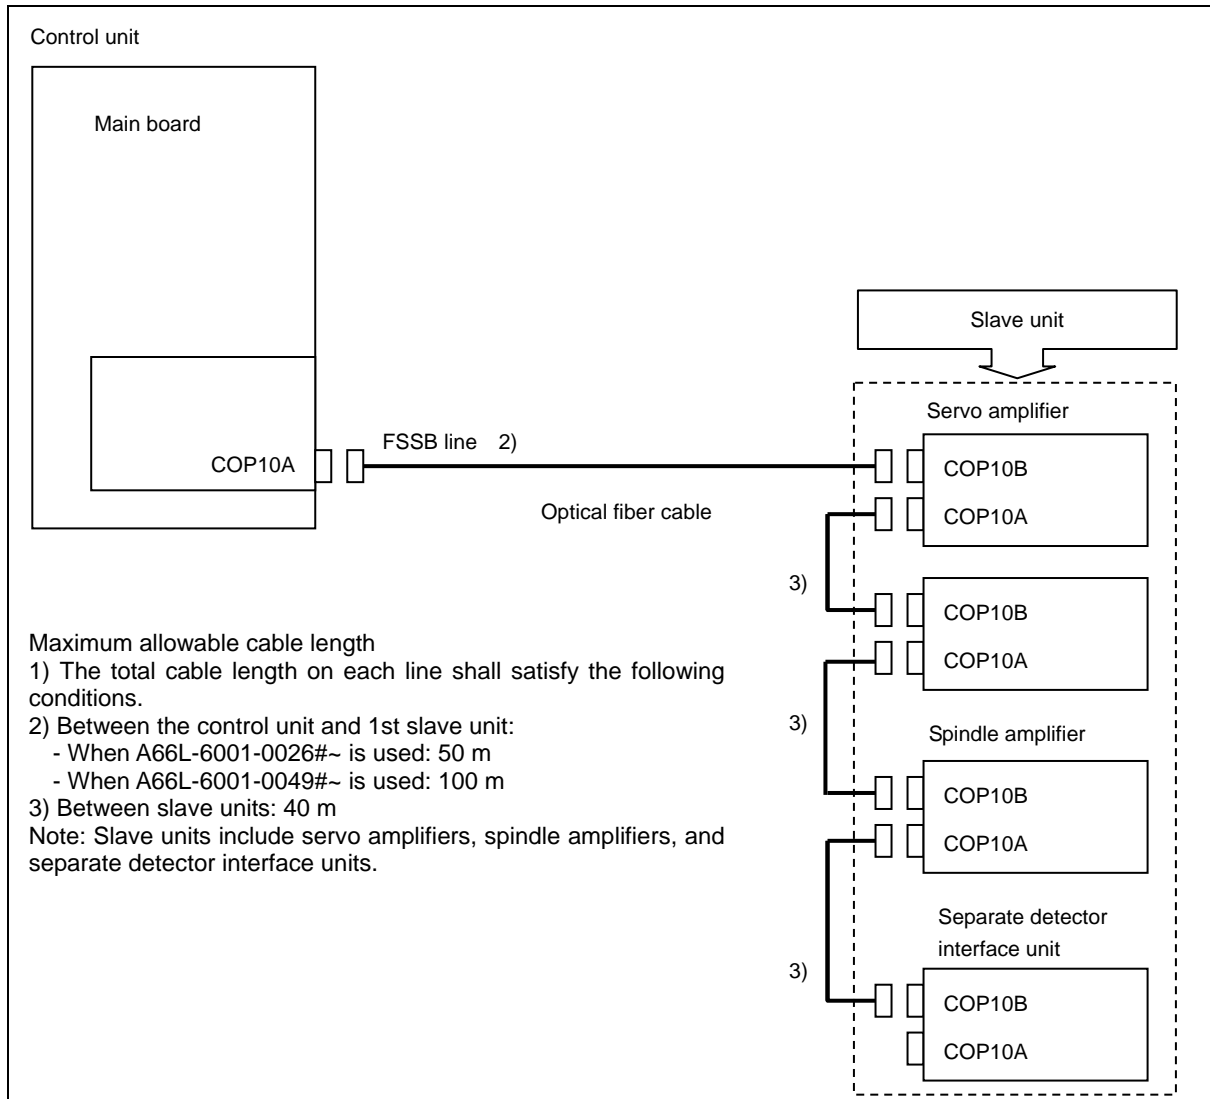 Control unit
Main board
Slave unit
Servo amplifier
FSSB line 2)
COP10A
COP10B
Optical fiber cable
COP10A
3)
COP10B
COP10A
Maximum allowable cable length
1) The total cable length on each line shall satisfy the following
conditions.
2) Between the control unit and 1st slave unit:
- When A66L-6001-0026#~ is used: 50 m
- When A66L-6001-0049#~ is used: 100 m
3) Between slave units: 40 m
Note: Slave units include servo amplifiers, spindle amplifiers, and
separate detector interface units.
3)
Spindle amplifier
COP10B
COP10A
Separate detector
interface unit
3)
COP10B
COP10A